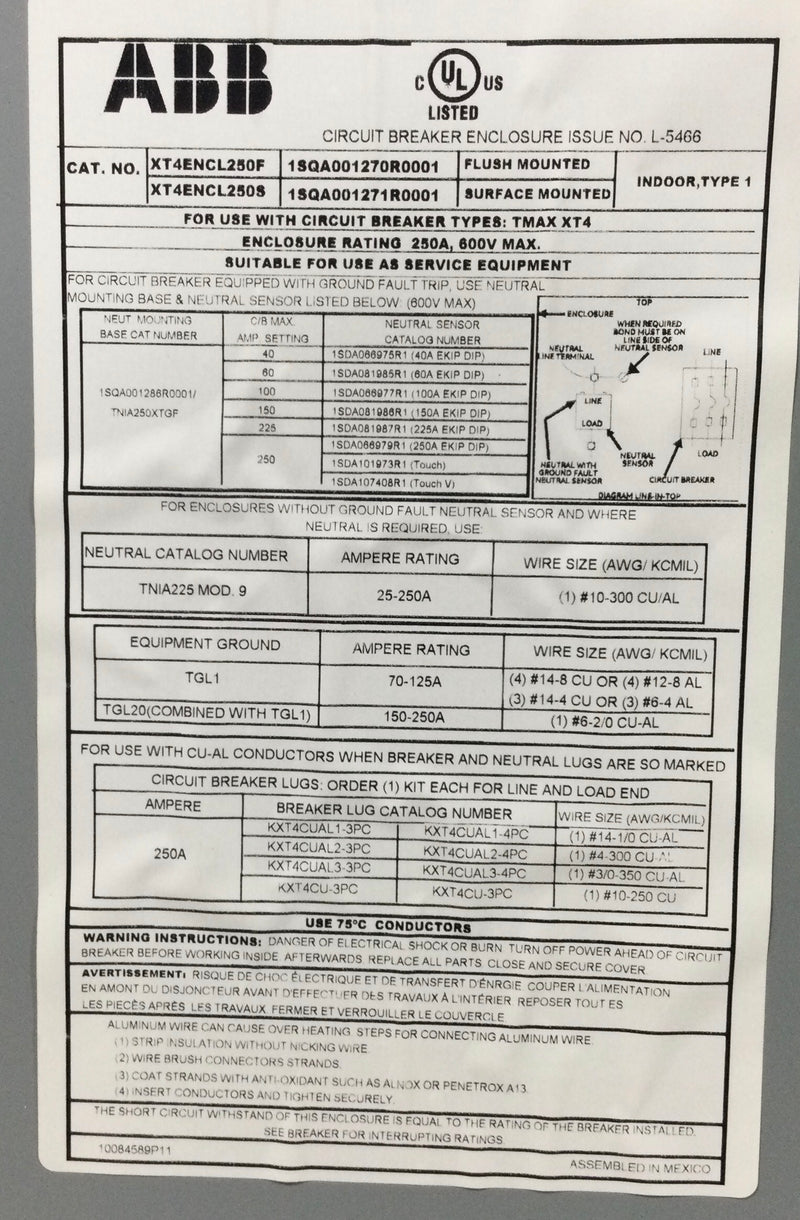 ABB
C UL US
LISTED
CIRCUIT BREAKER ENCLOSURE ISSUE NO. L-5466
CAT. NO. XT4ENCL250F 1SQA001270R0001 FLUSH MOUNTED INDOOR,TYPE 1
XT4ENCL250S 1SQA001271R0001 SURFACE MOUNTED
FOR USE WITH CIRCUIT BREAKER TYPES: TMAX XT4
ENCLOSURE RATING 250A, 600V MAX.
SUITABLE FOR USE AS SERVICE EQUIPMENT
FOR CIRCUIT BREAKER EQUIPPED WITH GROUND FAULT TRIP, USE NEUTRAL
MOUNTING BASE & NEUTRAL SENSOR LISTED BELOW: (600V MAX)
NEUT MOUNTING C/B MAX. NEUTRAL SENSOR
BASE CAT NUMBER AMP. SETTING CATALOG NUMBER
40 1SDA066975R1 (40A EKIP DIP)
60 1SDA081985R1 (60A EKIP DIP)
1SQA001286R0001/ 100 1SDA066977R1 (100A EKIP DIP)
TNIA250XTGF 150 1SDA081986R1 (150A EKIP DIP)
225 1SDA081987R1 (225A EKIP DIP)
250 1SDA066979R1 (250A EKIP DIP)
1SDA101973R1 (Touch)
1SDA107408R1 (Touch V)
TOP
ENCLOSURE
WHEN REQUIRED
BOND MUST BE ON
LINE SIDE OF
NEUTRAL SENSOR
NEUTRAL
LINE TERMINAL
LINE
LINE
LOAD
LOAD
NEUTRAL WITH
GROUND FAULT
NEUTRAL SENSOR
NEUTRAL
SENSOR
CIRCUIT BREAKER
DIAGRAM LINE-IN-TOP
FOR ENCLOSURES WITHOUT GROUND FAULT NEUTRAL SENSOR AND WHERE
NEUTRAL IS REQUIRED, USE:
NEUTRAL CATALOG NUMBER AMPERE RATING WIRE SIZE (AWG/ KCMIL)
TNIA225 MOD. 9 25-250A (1) #10-300 CU/AL
EQUIPMENT GROUND AMPERE RATING WIRE SIZE (AWG/ KCMIL)
TGL1 70-125A (4) #14-8 CU OR (4) #12-8 AL
(3) #14-4 CU OR (3) #6-4 AL
TGL20(COMBINED WITH TGL1) 150-250A (1) #6-2/0 CU-AL
FOR USE WITH CU-AL CONDUCTORS WHEN BREAKER AND NEUTRAL LUGS ARE SO MARKED
CIRCUIT BREAKER LUGS: ORDER (1) KIT EACH FOR LINE AND LOAD END
AMPERE BREAKER LUG CATALOG NUMBER WIRE SIZE (AWG/KCMIL)
250A KXT4CUAL1-3PC KXT4CUAL1-4PC (1) #14-1/0 CU-AL
KXT4CUAL2-3PC KXT4CUAL2-4PC (1) #4-300 CU-AL
KXT4CUAL3-3PC KXT4CUAL3-4PC (1) #3/0-350 CU-AL
KXT4CU-3PC KXT4CU-3PC (1) #10-250 CU
USE 75°C CONDUCTORS
WARNING INSTRUCTIONS: DANGER OF ELECTRICAL SHOCK OR BURN. TURN OFF POWER AHEAD OF CIRCUIT
BREAKER BEFORE WORKING INSIDE. AFTERWARDS, REPLACE ALL PARTS. CLOSE AND SECURE COVER.
AVERTISSEMENT: RISQUE DE CHOC ÉLECTRIQUE ET DE TRANSFERT D'ÉNRGIE. COUPER L'ALIMENTATION
EN AMONT DU DISJONCTEUR AVANT D'EFFECTUER DES TRAVAUX À L'INTÉRIER. REPOSER TOUT ES
LES PIECÈS APRÈS LES TRAVAUX. FERMER ET VERROUILLER LE COUVERCLE.
ALUMINUM WIRE CAN CAUSE OVER HEATING. STEPS FOR CONNECTING ALUMINUM WIRE.
(1) STRIP INSULATION WITHOUT NICKING WIRE.
(2) WIRE BRUSH CONNECTORS STRANDS.
(3) COAT STRANDS WITH ANTI-OXIDANT SUCH AS ALNOX OR PENETROX A13.
(4) INSERT CONDUCTORS AND TIGHTEN SECURELY.
THE SHORT CIRCUIT WITHSTAND OF THIS ENCLOSURE IS EQUAL TO THE RATING OF THE BREAKER INSTALLED.
SEE BREAKER FOR INTERRUPTING RATINGS.
10084589P11
ASSEMBLED IN MEXICO